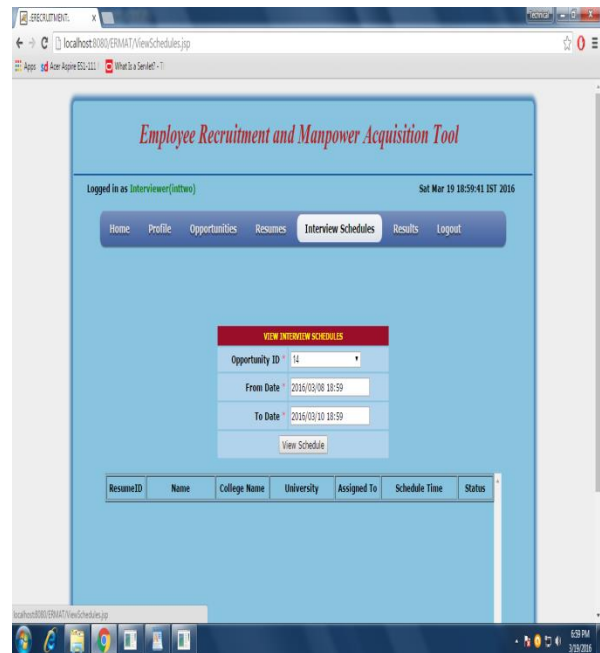 .:ERECRUITMENT:. x
Technical
localhost:8080/ERMAT/ViewSchedules.jsp
Apps Acer Aspire ES1-111 What Is a Servlet? - Th
Employee Recruitment and Manpower Acquisition Tool
Logged in as Interviewer(inttwo) Sat Mar 19 18:59:41 IST 2016
Home Profile Opportunities Resumes Interview Schedules Results Logout
VIEW INTERVIEW SCHEDULES
Opportunity ID * 14
From Date * 2016/03/08 18:59
To Date * 2016/03/10 18:59
View Schedule
ResumeID Name College Name University Assigned To Schedule Time Status
localhost:8080/ERMAT/ViewSchedules.jsp
6:59 PM
3/19/2016